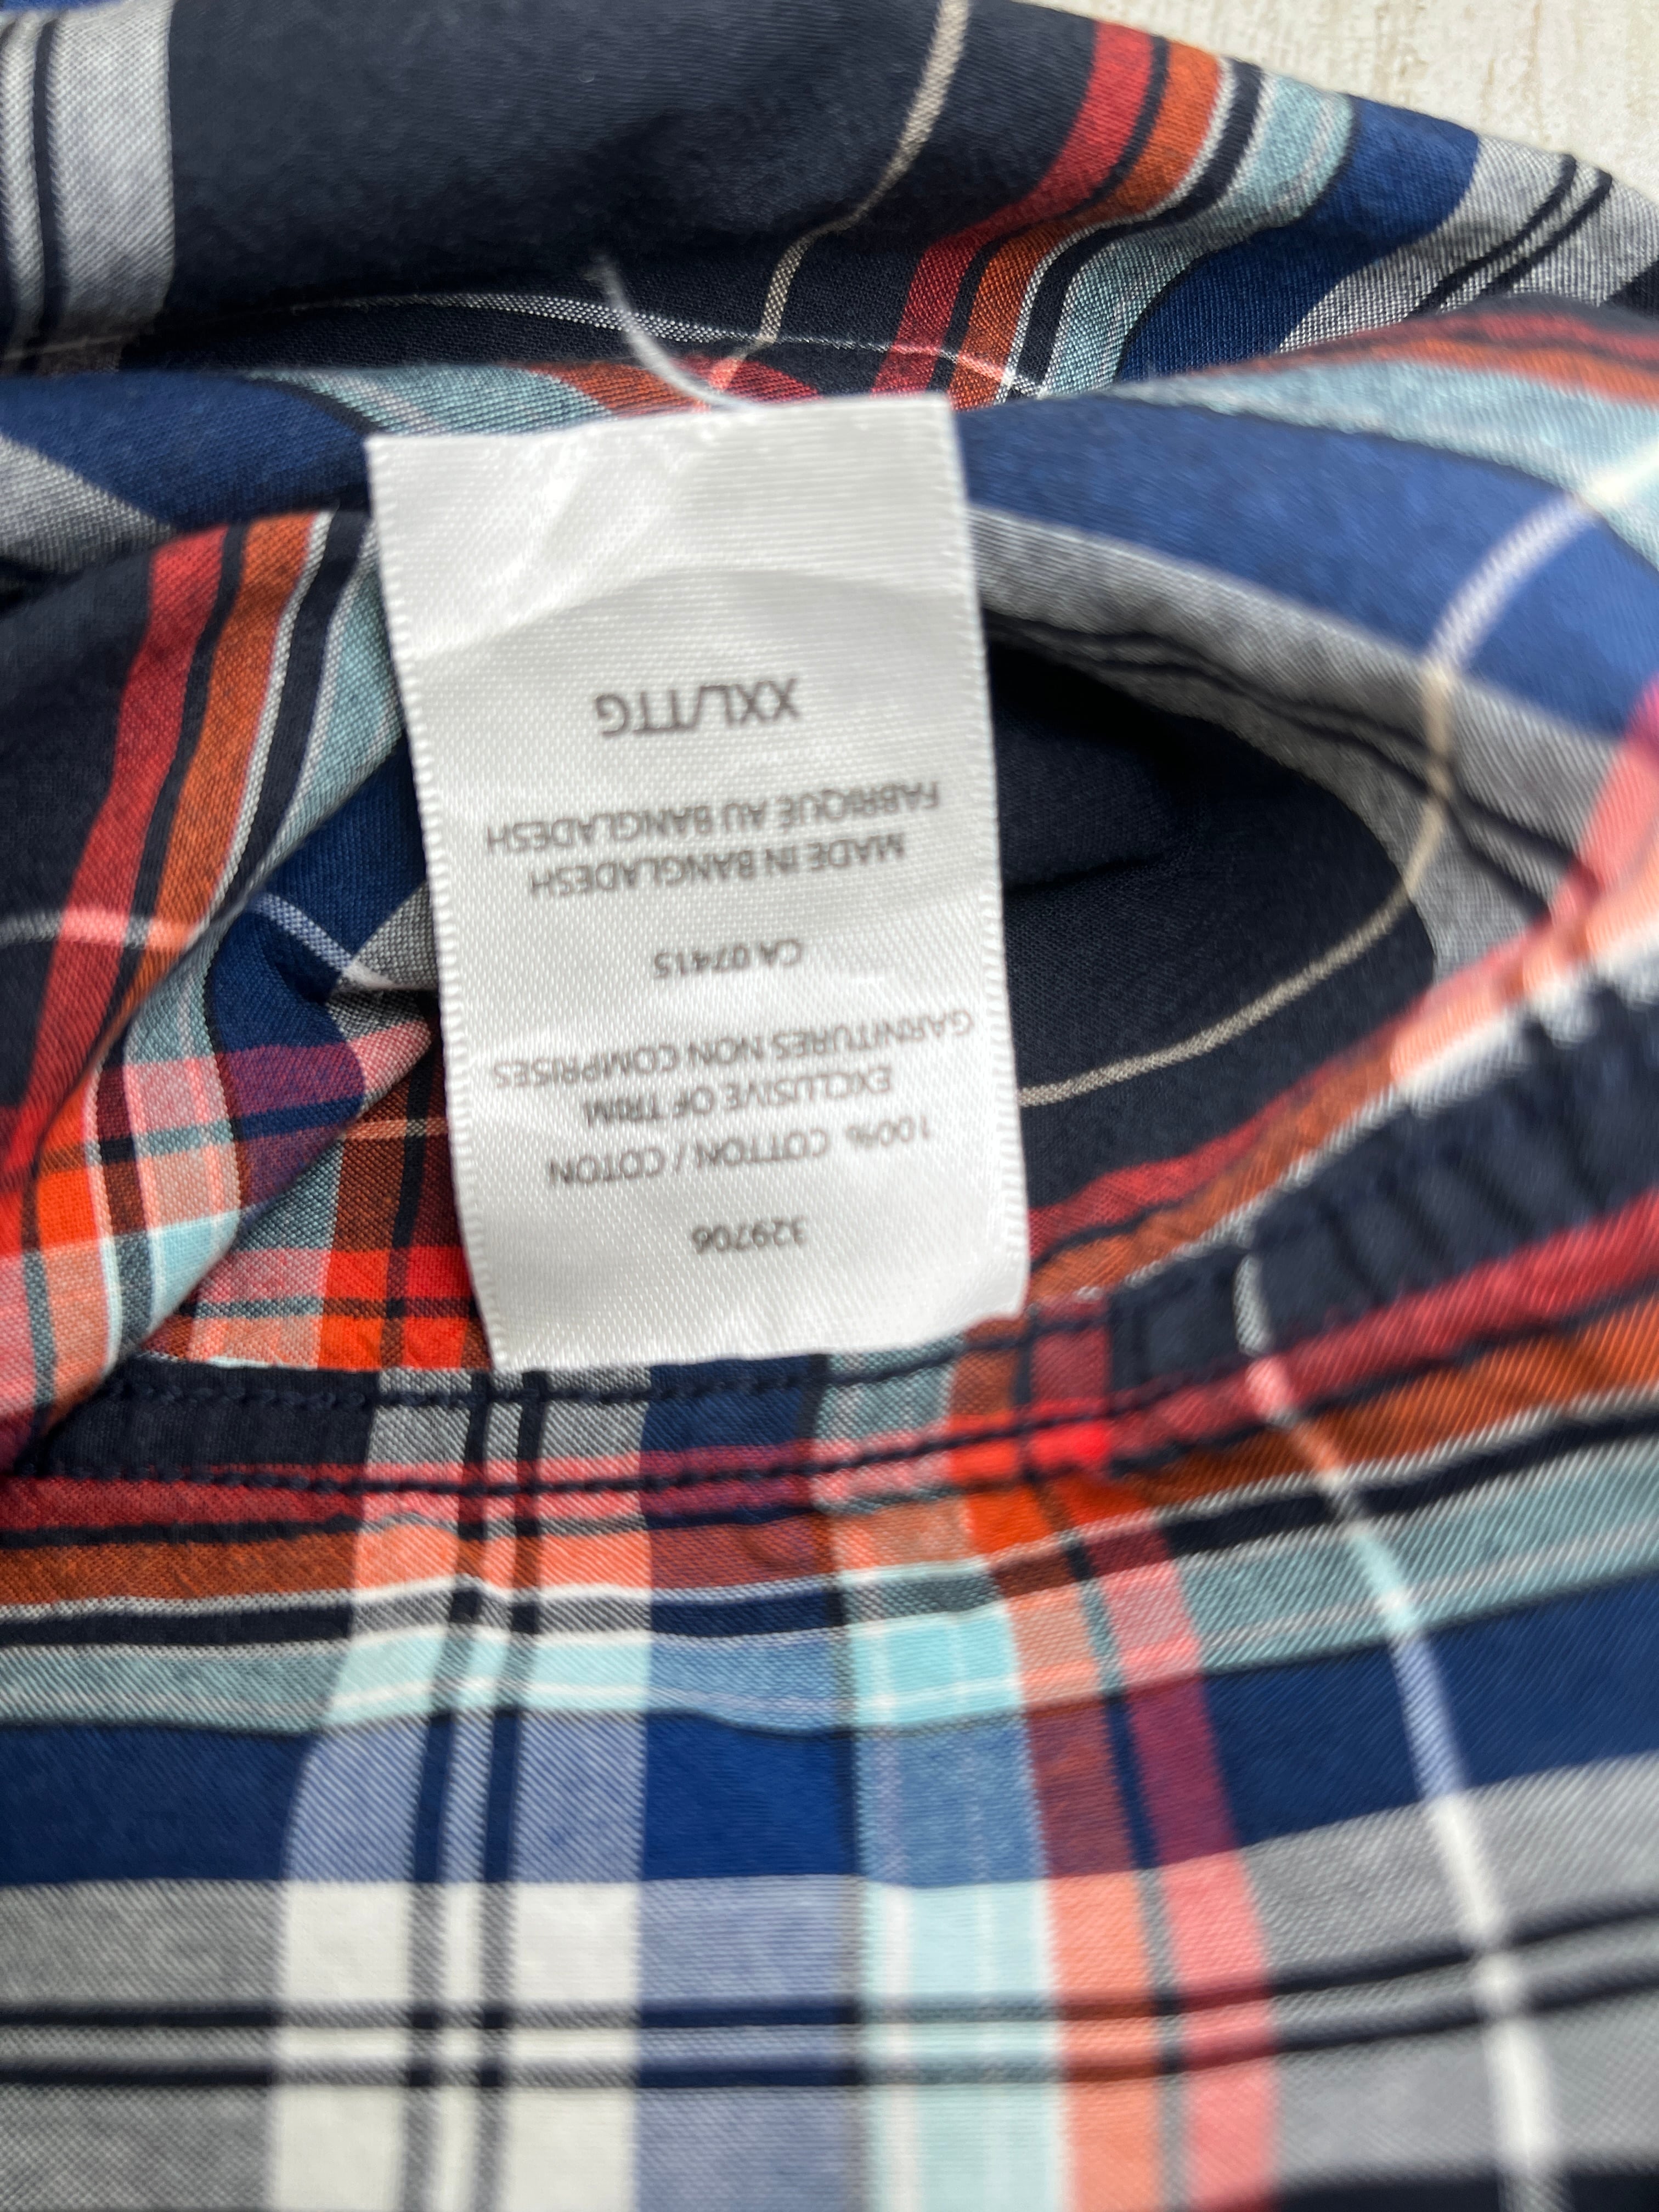 XXL/TTG
FABRIQUÉ AU BANGLADESH
MADE IN BANGLADESH
CA 07415
GARNITURES NON COMPRISES
EXCLUSIVE OF TRIM
100% COTTON / COTON
329706